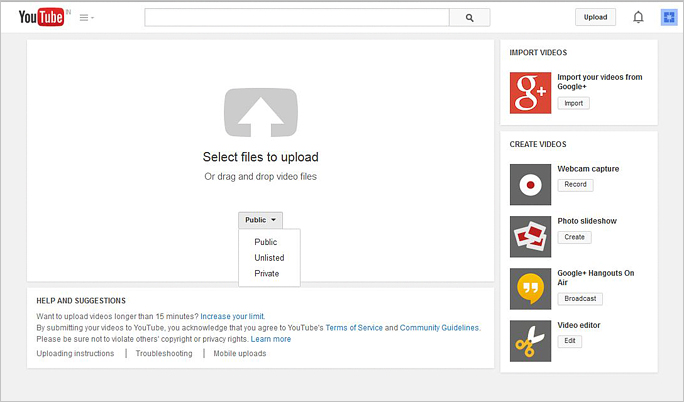 YouTube IN
Upload
Select files to upload
Or drag and drop video files
Public
Public
Unlisted
Private
HELP AND SUGGESTIONS
Want to upload videos longer than 15 minutes? Increase your limit.
By submitting your videos to YouTube, you acknowledge that you agree to YouTube's Terms of Service and Community Guidelines.
Please be sure not to violate others' copyright or privacy rights. Learn more
Uploading instructions | Troubleshooting | Mobile uploads
IMPORT VIDEOS
g+
Import your videos from
Google+
Import
CREATE VIDEOS
Webcam capture
Record
Photo slideshow
Create
Google+ Hangouts On
Air
Broadcast
Video editor
Edit